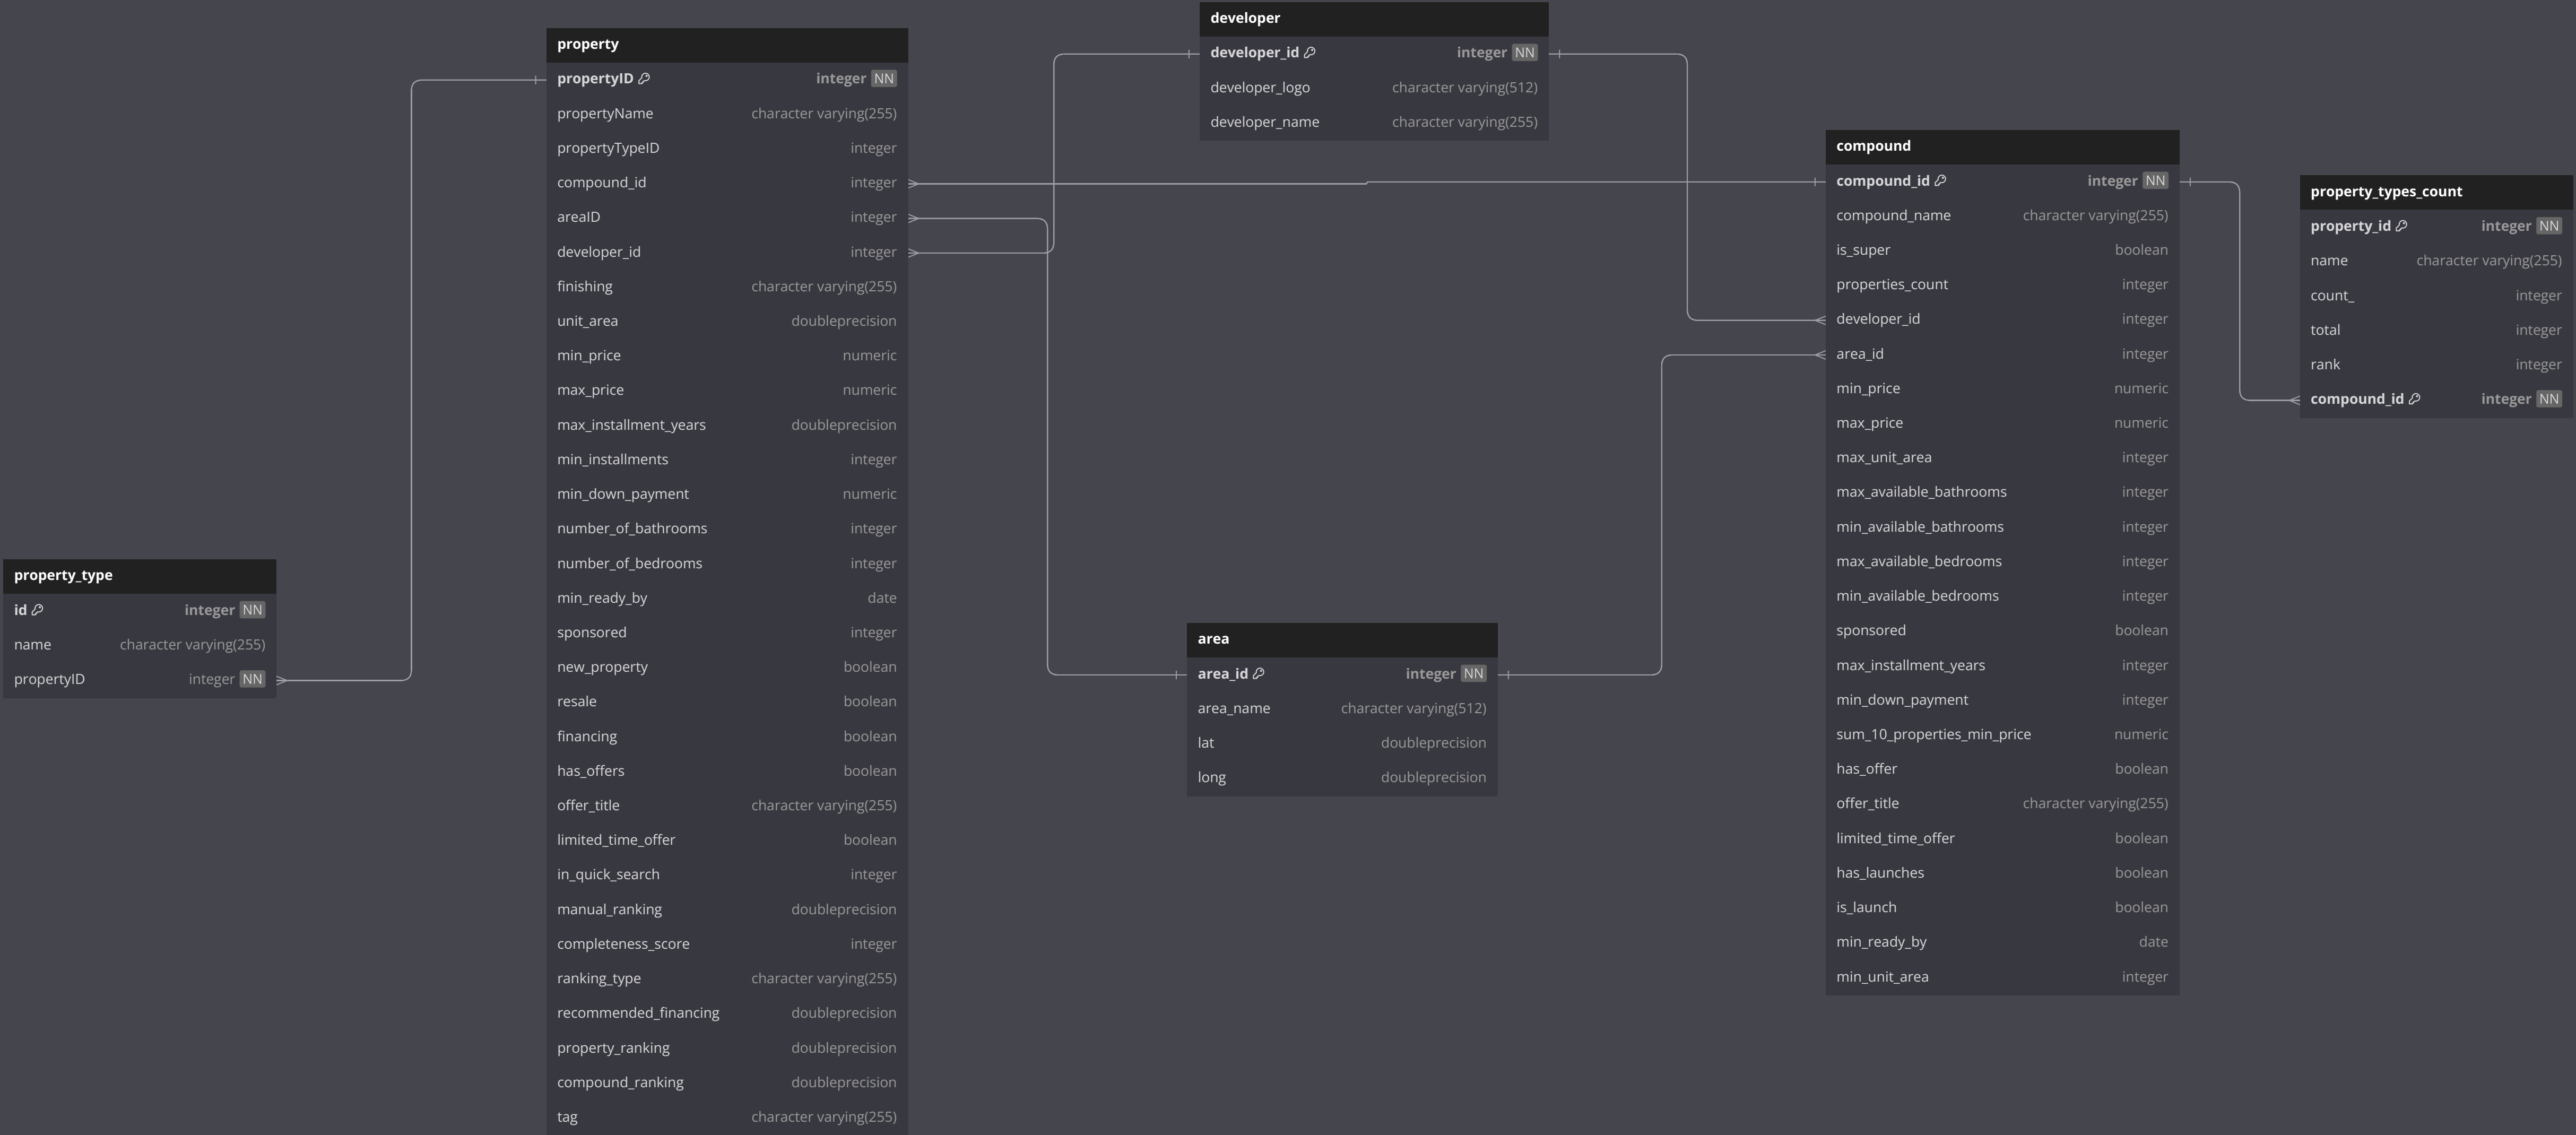 property
propertyID integer NN
propertyName character varying(255)
propertyTypeID integer
compound_id integer
areaID integer
developer_id integer
finishing character varying(255)
unit_area doubleprecision
min_price numeric
max_price numeric
max_installment_years doubleprecision
min_installments integer
min_down_payment numeric
number_of_bathrooms integer
number_of_bedrooms integer
min_ready_by date
sponsored integer
new_property boolean
resale boolean
financing boolean
has_offers boolean
offer_title character varying(255)
limited_time_offer boolean
in_quick_search integer
manual_ranking doubleprecision
completeness_score integer
ranking_type character varying(255)
recommended_financing doubleprecision
property_ranking doubleprecision
compound_ranking doubleprecision
tag character varying(255)
property_type
id integer NN
name character varying(255)
propertyID integer NN
developer
developer_id integer NN
developer_logo character varying(512)
developer_name character varying(255)
area
area_id integer NN
area_name character varying(512)
lat doubleprecision
long doubleprecision
compound
compound_id integer NN
compound_name character varying(255)
is_super boolean
properties_count integer
developer_id integer
area_id integer
min_price numeric
max_price numeric
max_unit_area integer
max_available_bathrooms integer
min_available_bathrooms integer
max_available_bedrooms integer
min_available_bedrooms integer
sponsored boolean
max_installment_years integer
min_down_payment integer
sum_10_properties_min_price numeric
has_offer boolean
offer_title character varying(255)
limited_time_offer boolean
has_launches boolean
is_launch boolean
min_ready_by date
min_unit_area integer
property_types_count
property_id integer NN
name character varying(255)
count_ integer
total integer
rank integer
compound_id integer NN